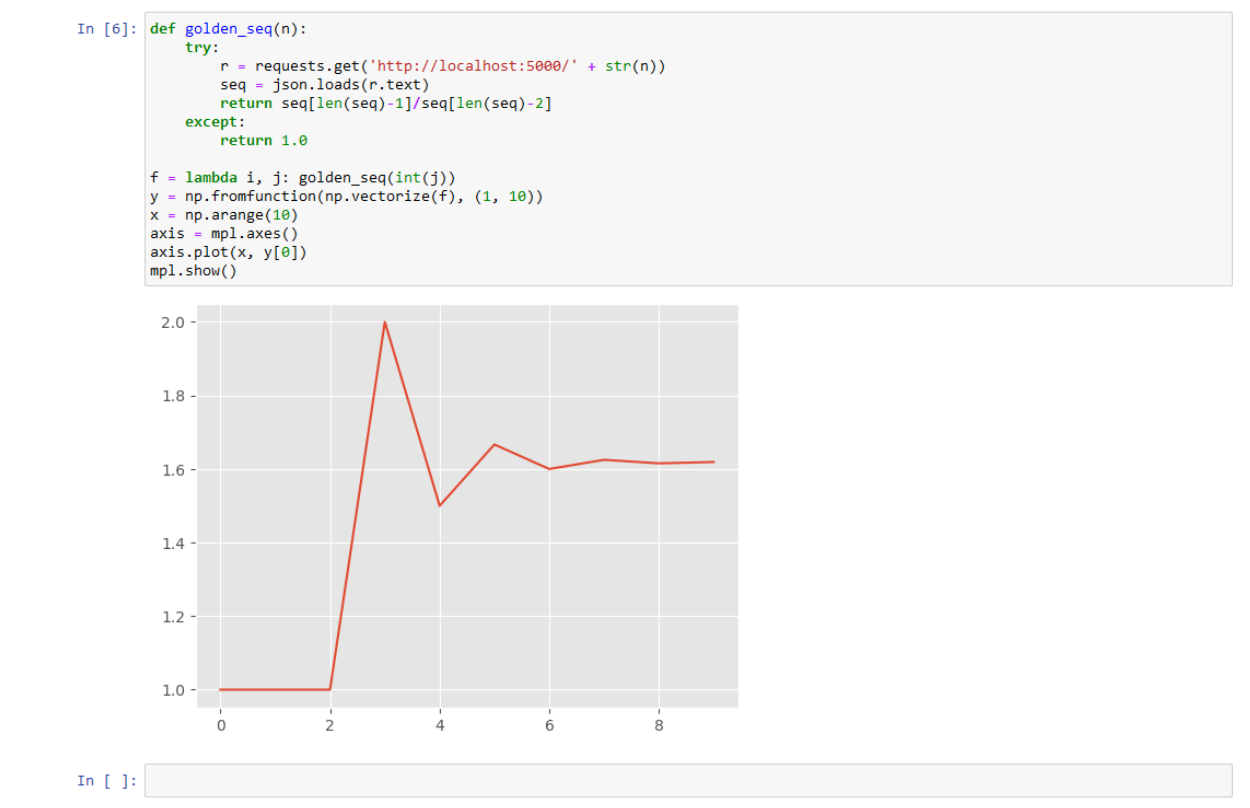 In [6]: def golden_seq(n):
try:
r = requests.get('http://localhost:5000/' + str(n))
seq = json.loads(r.text)
return seq[len(seq)-1]/seq[len(seq)-2]
except:
return 1.0
f = lambda i, j: golden_seq(int(j))
y = np.fromfunction(np.vectorize(f), (1, 10))
x = np.arange(10)
axis = mpl.axes()
axis.plot(x, y[0])
mpl.show()
2.0
1.8
1.6
1.4
1.2
1.0
0 2 4 6 8
In [ ]: